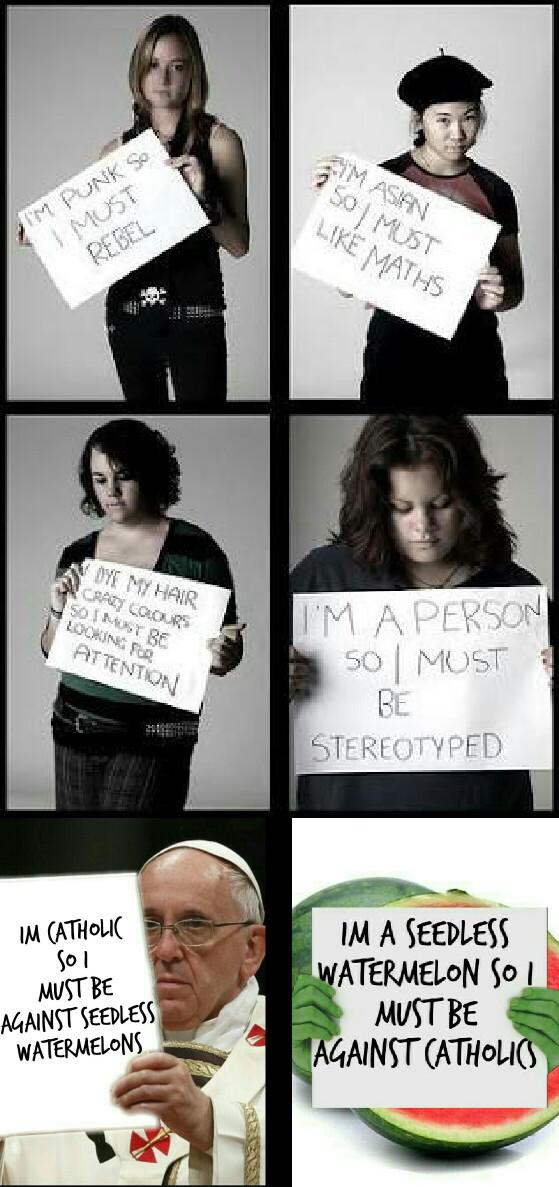 I'M PUNK SO
I MUST
REBEL
I'M ASIAN
SO I MUST
LIKE MATHS
I DYE MY HAIR
CRAZY COLOURS
SO I MUST BE
LOOKING FOR
ATTENTION
I'M A PERSON
SO I MUST
BE
STEREOTYPED
IM CATHOLIC
SO I
MUST BE
AGAINST SEEDLESS
WATERMELONS
IM A SEEDLESS
WATERMELON SO I
MUST BE
AGAINST CATHOLICS